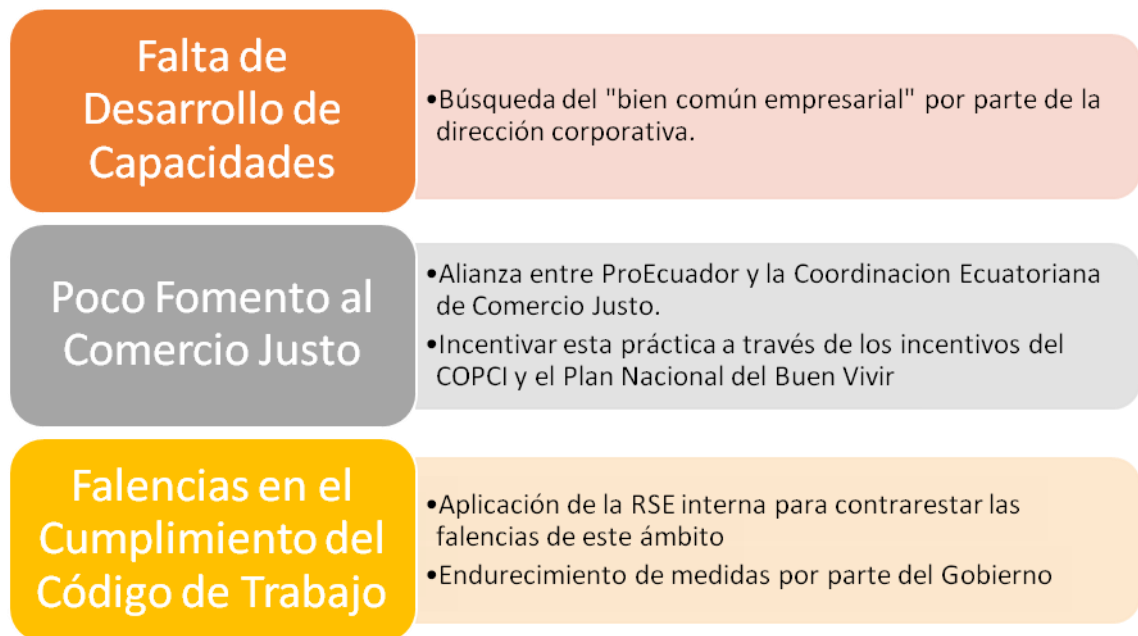 Falta de
Desarrollo de
Capacidades
•Búsqueda del "bien común empresarial" por parte de la
dirección corporativa.
Poco Fomento al
Comercio Justo
•Alianza entre ProEcuador y la Coordinacion Ecuatoriana
de Comercio Justo.
•Incentivar esta práctica a través de los incentivos del
COPCI y el Plan Nacional del Buen Vivir
Falencias en el
Cumplimiento del
Código de Trabajo
•Aplicación de la RSE interna para contrarestar las
falencias de este ámbito
•Endurecimiento de medidas por parte del Gobierno